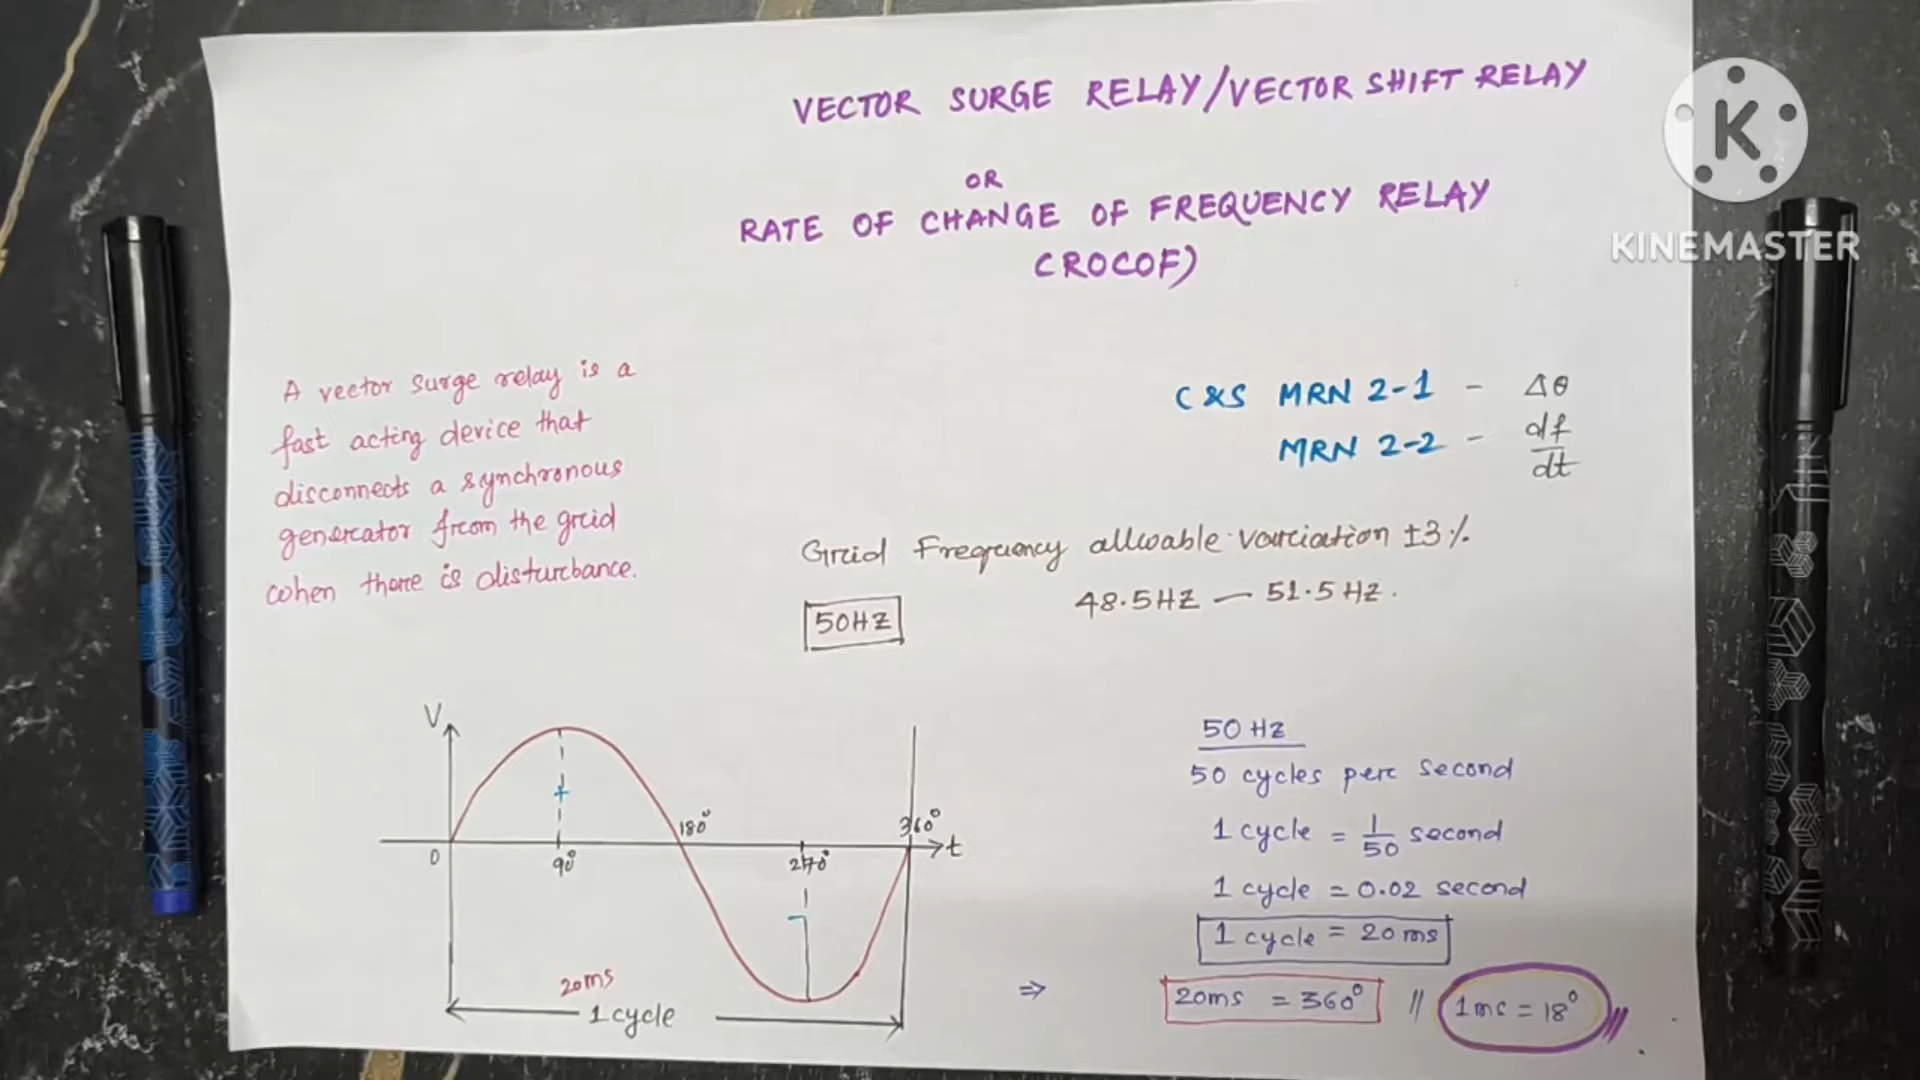 VECTOR SURGE RELAY/VECTOR SHIFT RELAY
OR
RATE OF CHANGE OF FREQUENCY RELAY
CROCOF)
K
KINEMASTER
A vector surge relay is a
fast acting device that
disconnects a synchronous
generator from the grid
when there is disturbance.
C&S MRN 2-1 - Δθ
MRN 2-2 - df/dt
Grid Frequency allwable variation ±3%
48.5HZ — 51.5HZ.
50HZ
V
+
180°
360°
t
0
90°
270°
-
20ms
1 cycle
50 HZ
50 cycles per second
1 cycle = 1/50 second
1 cycle = 0.02 second
1 cycle = 20ms
⇒ 20ms = 360° // 1ms = 18°